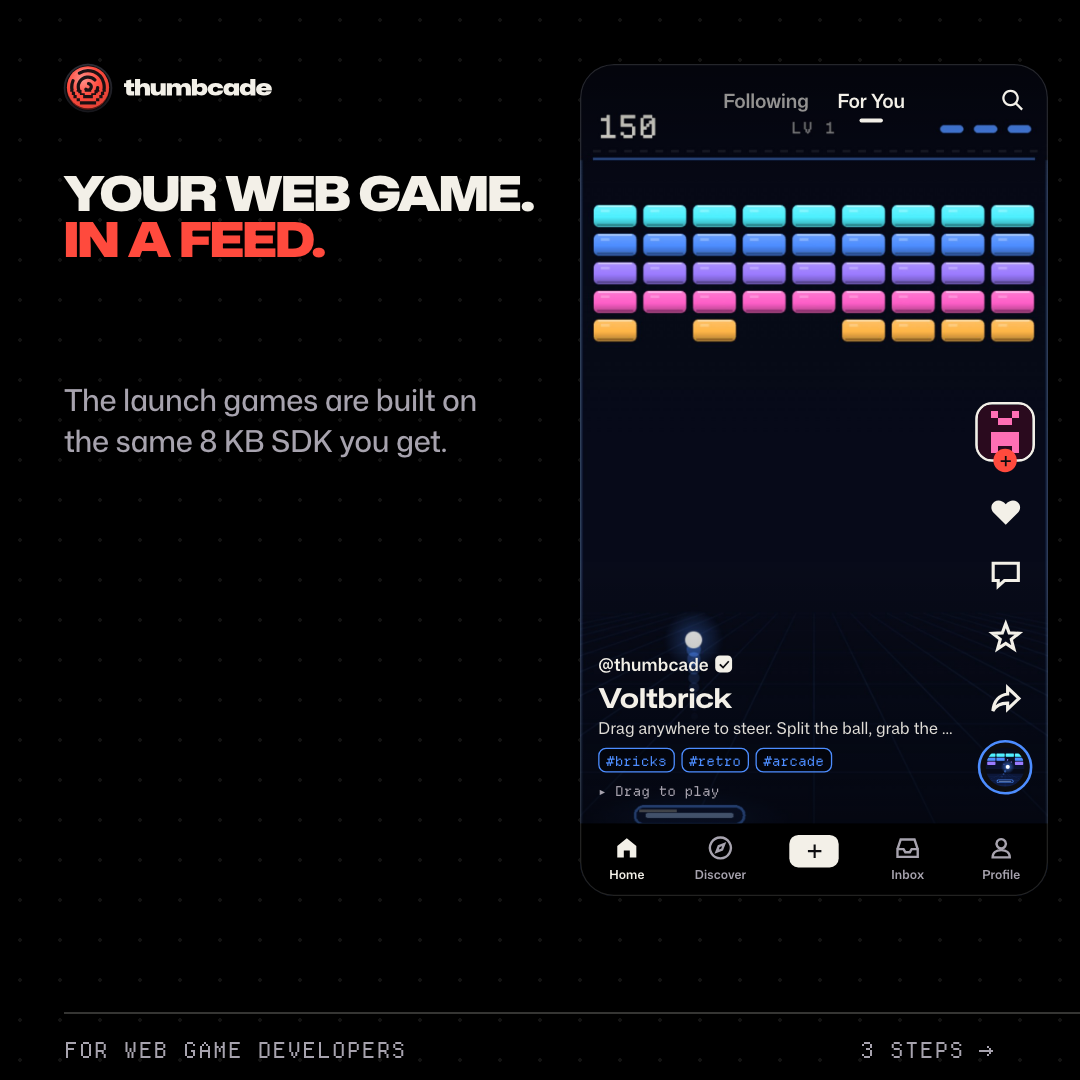 thumbcade
YOUR WEB GAME.
IN A FEED.
The launch games are built on
the same 8 KB SDK you get.
Following For You
150 LV 1
@thumbcade
Voltbrick
Drag anywhere to steer. Split the ball, grab the ...
#bricks #retro #arcade
▸ Drag to play
Home Discover Inbox Profile
FOR WEB GAME DEVELOPERS 3 STEPS →